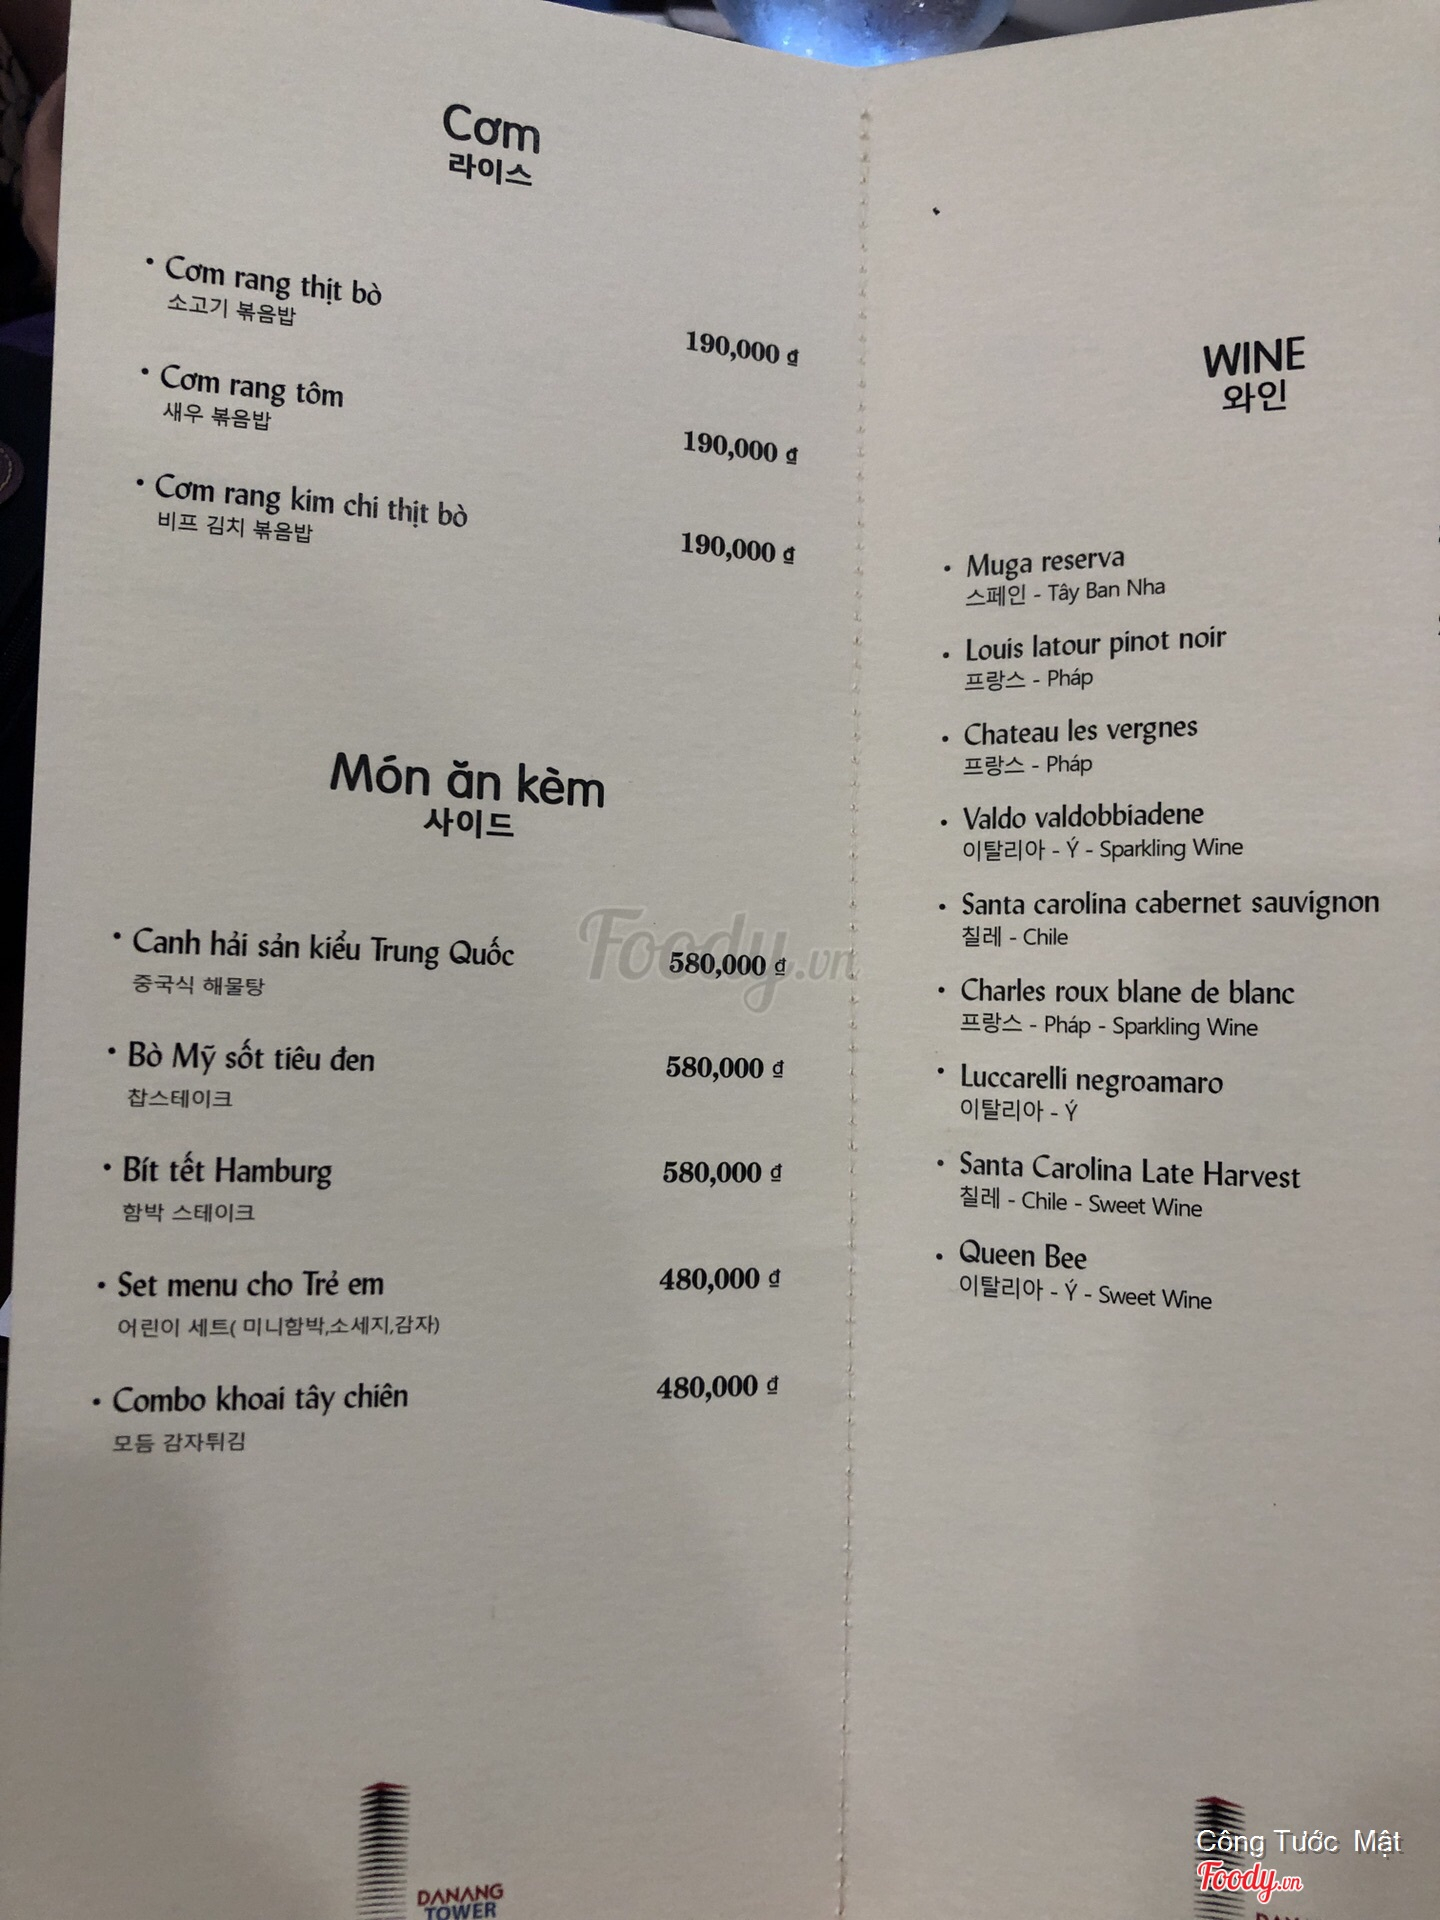 Cơm
라이스
• Cơm rang thịt bò
소고기 볶음밥
190,000 ₫
• Cơm rang tôm
새우 볶음밥
190,000 ₫
• Cơm rang kim chi thịt bò
비프 김치 볶음밥
190,000 ₫
Món ăn kèm
사이드
• Canh hải sản kiểu Trung Quốc
중국식 해물탕
580,000 ₫
• Bò Mỹ sốt tiêu đen
찹스테이크
580,000 ₫
• Bít tết Hamburg
함박 스테이크
580,000 ₫
• Set menu cho Trẻ em
어린이 세트( 미니함박,소세지,감자)
480,000 ₫
• Combo khoai tây chiên
모듬 감자튀김
480,000 ₫
DANANG
TOWER
WINE
와인
• Muga reserva
스페인 - Tây Ban Nha
• Louis latour pinot noir
프랑스 - Pháp
• Chateau les vergnes
프랑스 - Pháp
• Valdo valdobbiadene
이탈리아 - Ý - Sparkling Wine
• Santa carolina cabernet sauvignon
칠레 - Chile
• Charles roux blane de blanc
프랑스 - Pháp - Sparkling Wine
• Luccarelli negroamaro
이탈리아 - Ý
• Santa Carolina Late Harvest
칠레 - Chile - Sweet Wine
• Queen Bee
이탈리아 - Ý - Sweet Wine
Foody.vn
Công Tước Mật
Foody.vn